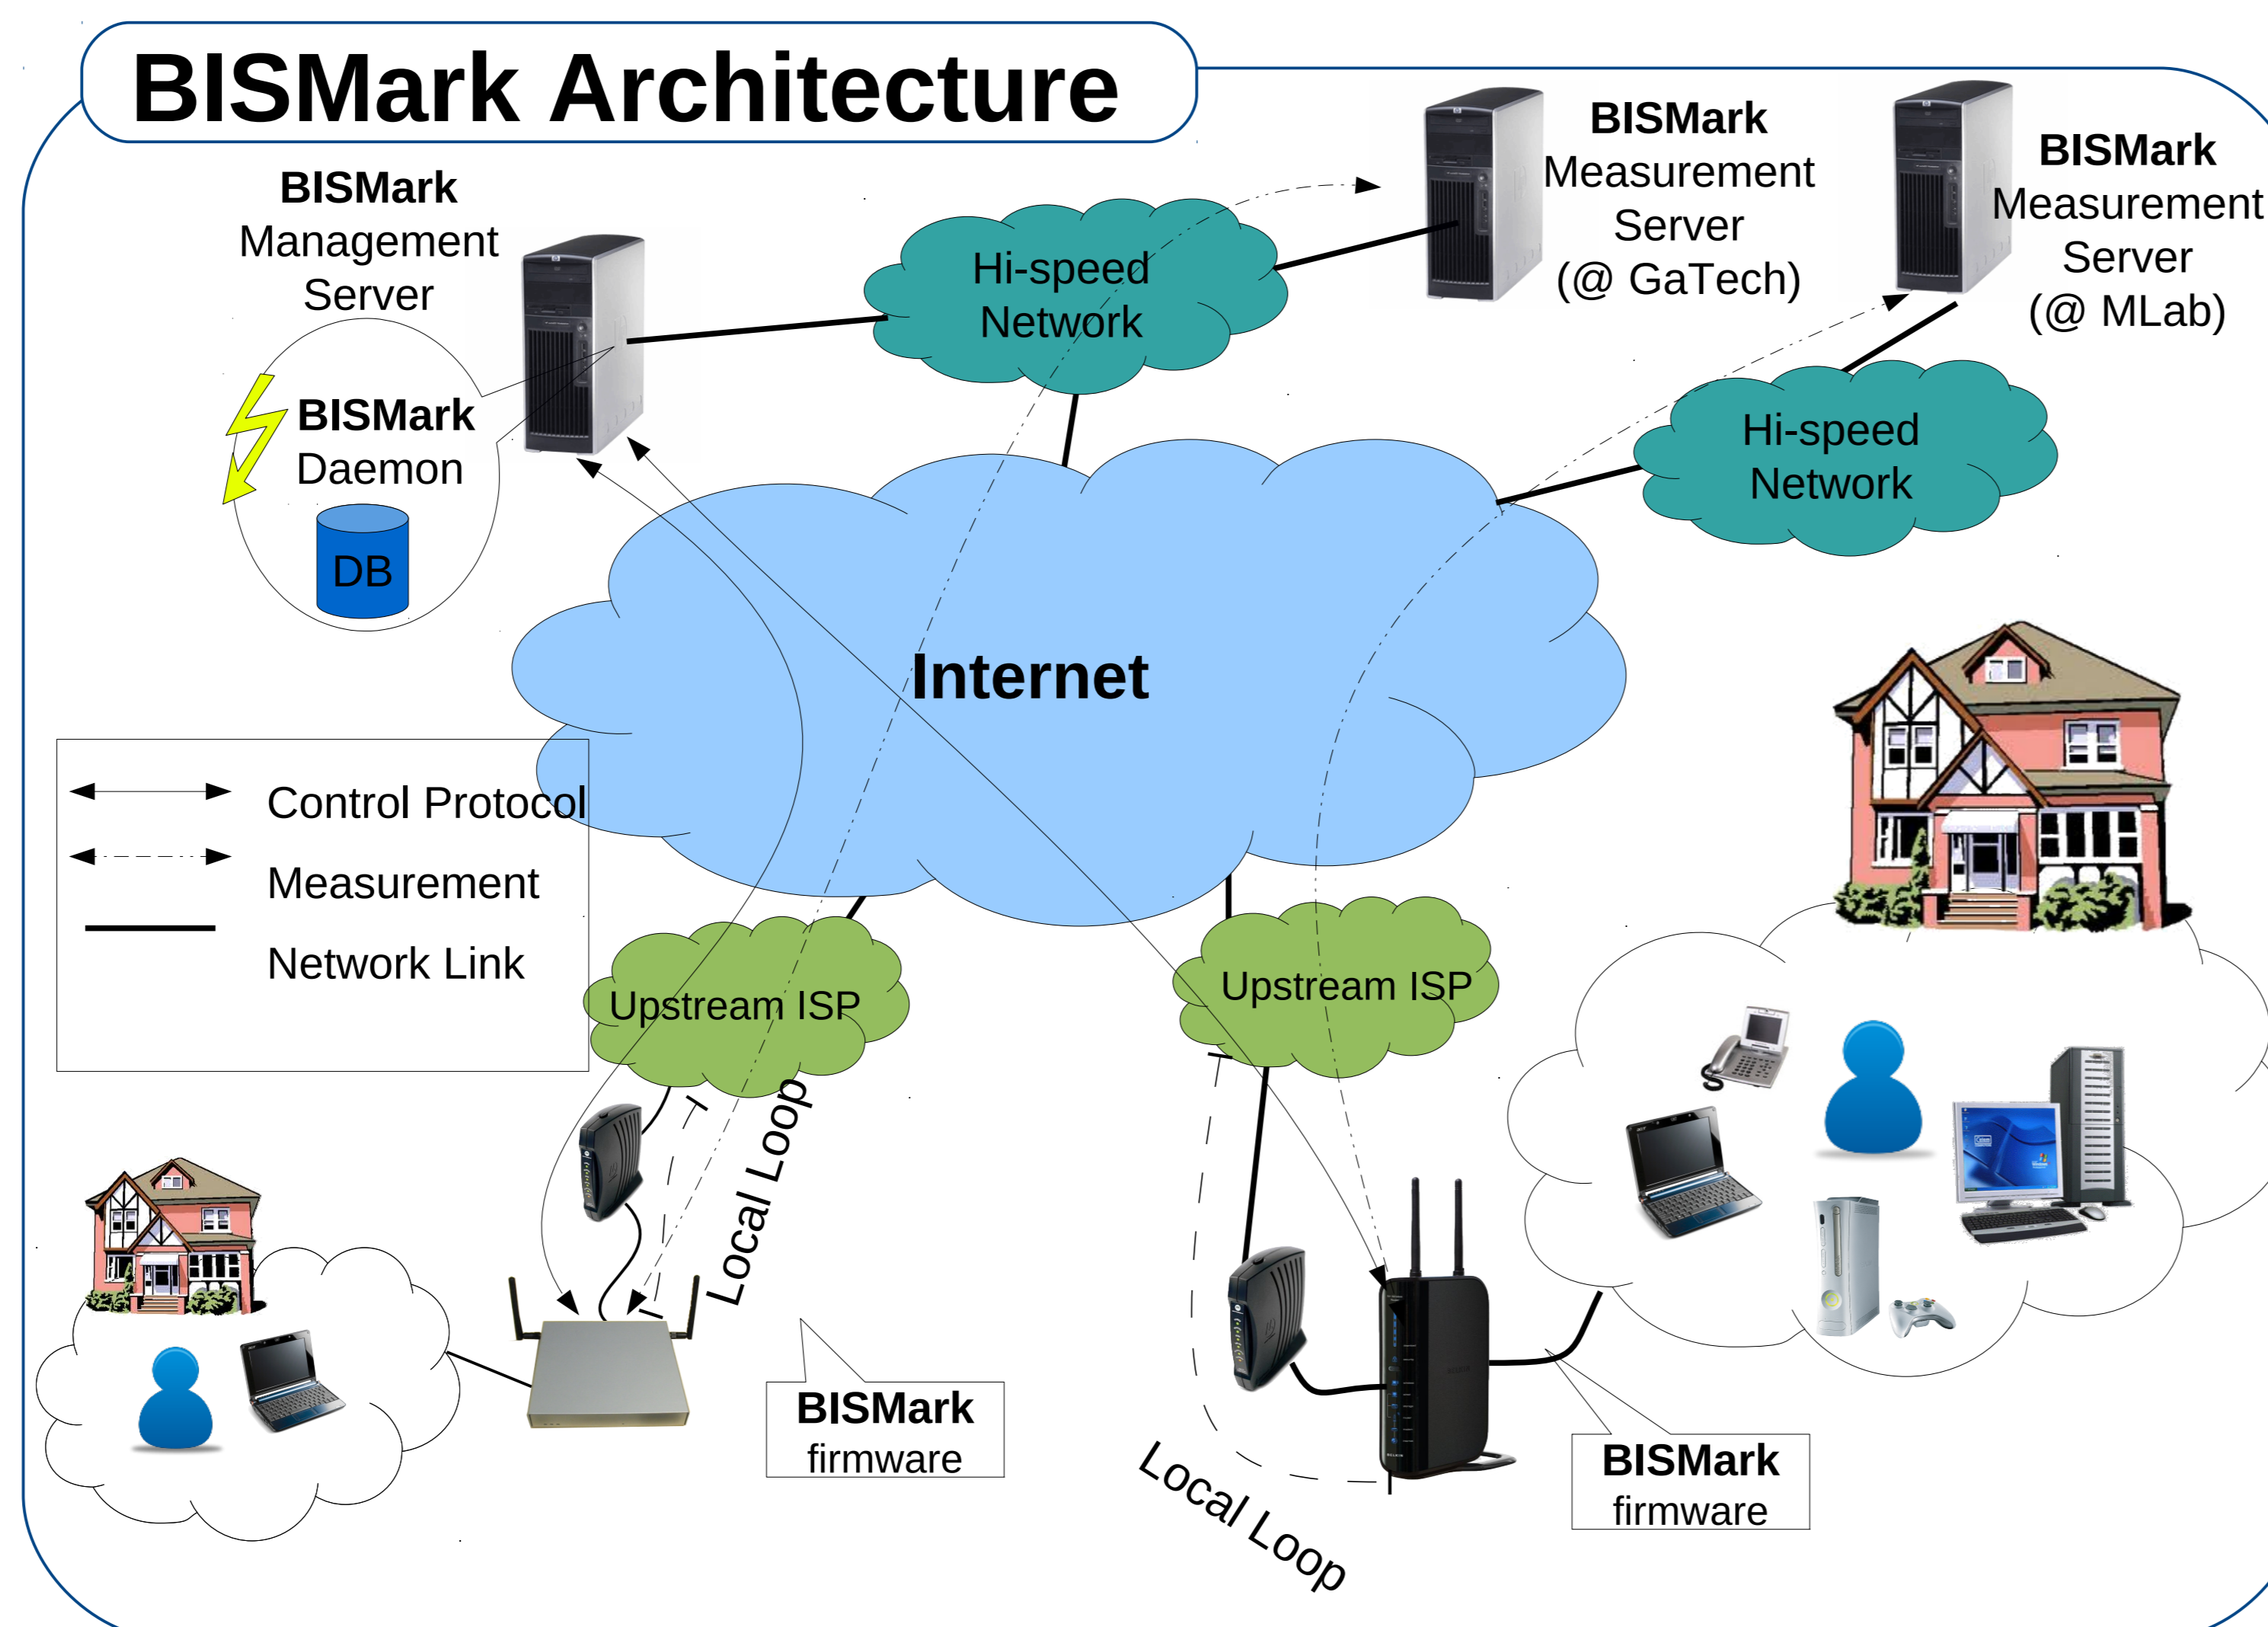 BISMark Architecture
BISMark
Management
Server
BISMark
Daemon
DB
Hi-speed
Network
BISMark
Measurement
Server
(@ GaTech)
BISMark
Measurement
Server
(@ MLab)
Hi-speed
Network
Internet
Control Protocol
Measurement
Network Link
Upstream ISP
Upstream ISP
Local Loop
BISMark
firmware
Local Loop
BISMark
firmware